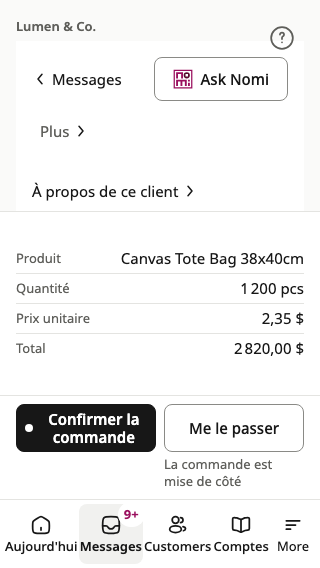 Lumen & Co.
Messages
Ask Nomi
Plus
À propos de ce client
Produit Canvas Tote Bag 38x40cm
Quantité 1 200 pcs
Prix unitaire 2,35 $
Total 2 820,00 $
Confirmer la
commande
Me le passer
La commande est
mise de côté
9+
Aujourd'hui Messages Customers Comptes More